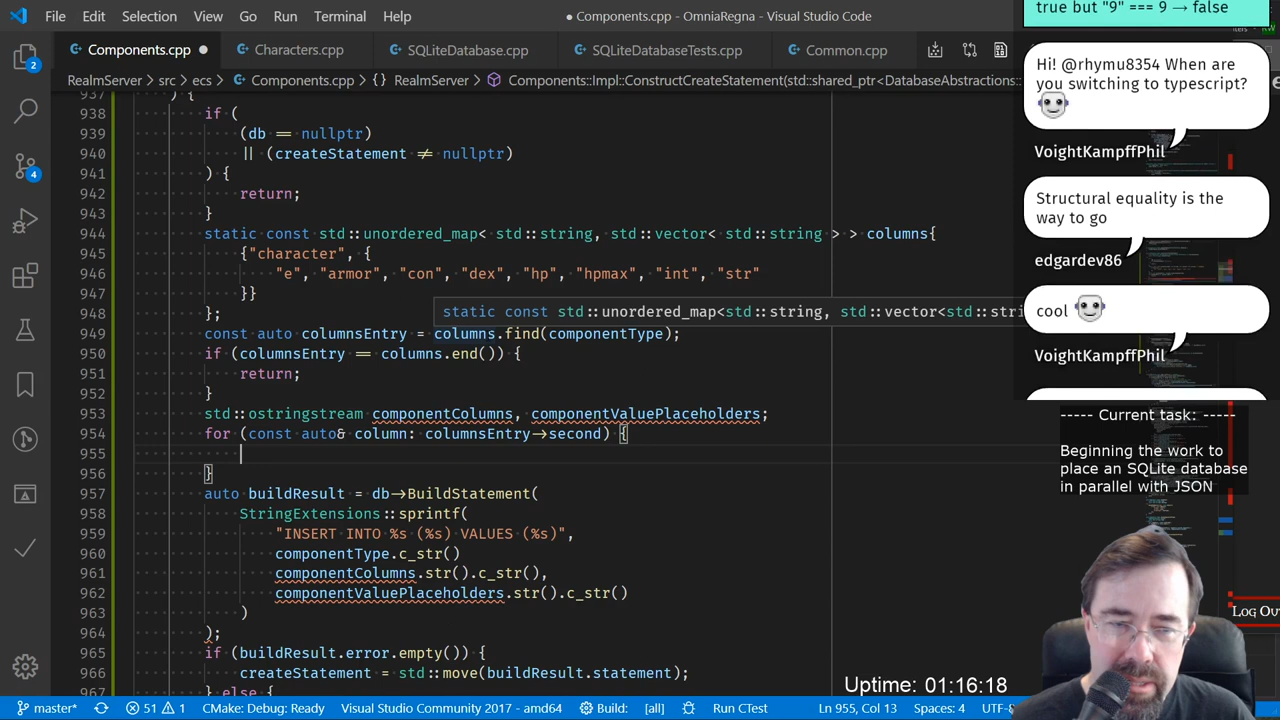 File Edit Selection View Go Run Terminal Help
● Components.cpp - OmniaRegna - Visual Studio Code
Components.cpp ● Characters.cpp SQLiteDatabase.cpp SQLiteDatabaseTests.cpp Common.cpp
RealmServer > src > ecs > Components.cpp > {} RealmServer > Components::Impl::ConstructCreateStatement(std::shared_ptr<DatabaseAbstractions::
937 ) {
938 if (
939 (db == nullptr)
940 || (createStatement ≠ nullptr)
941 ) {
942 return;
943 }
944 static const std::unordered_map< std::string, std::vector< std::string > > columns{
945 {"character", {
946 "e", "armor", "con", "dex", "hp", "hpmax", "int", "str"
947 }}
948 };
static const std::unordered_map<std::string, std::vector<std::stri
949 const auto columnsEntry = columns.find(componentType);
950 if (columnsEntry == columns.end()) {
951 return;
952 }
953 std::ostringstream componentColumns, componentValuePlaceholders;
954 for (const auto& column: columnsEntry→second) {
955
956 }
957 auto buildResult = db→BuildStatement(
958 StringExtensions::sprintf(
959 "INSERT INTO %s (%s) VALUES (%s)",
960 componentType.c_str()
961 componentColumns.str().c_str(),
962 componentValuePlaceholders.str().c_str()
963 )
964 );
965 if (buildResult.error.empty()) {
966 createStatement = std::move(buildResult.statement);
967 } else {
2
4
master* 51 1 CMake: Debug: Ready Visual Studio Community 2017 - amd64 Build: [all] Run CTest Ln 955, Col 13 Spaces: 4 UTF-8
true but "9" === 9 → false
Hi! @rhymu8354 When are
you switching to typescript?
VoightKampffPhil
Structural equality is the
way to go
edgardev86
cool
VoightKampffPhil
----- Current task: -----
Beginning the work to
place an SQLite database
in parallel with JSON
Log Ou
Uptime: 01:16:18